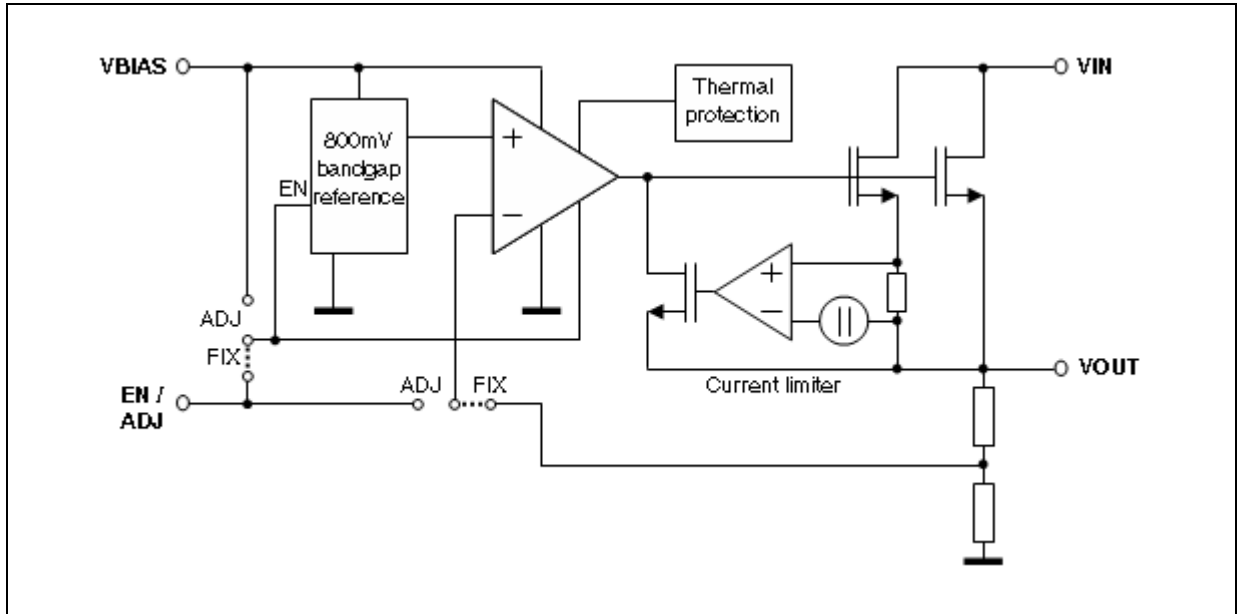 VBIAS
VIN
Thermal
protection
800mV
bandgap
reference
EN
+
−
+
−
ADJ
FIX
EN /
ADJ
ADJ
FIX
Current limiter
VOUT